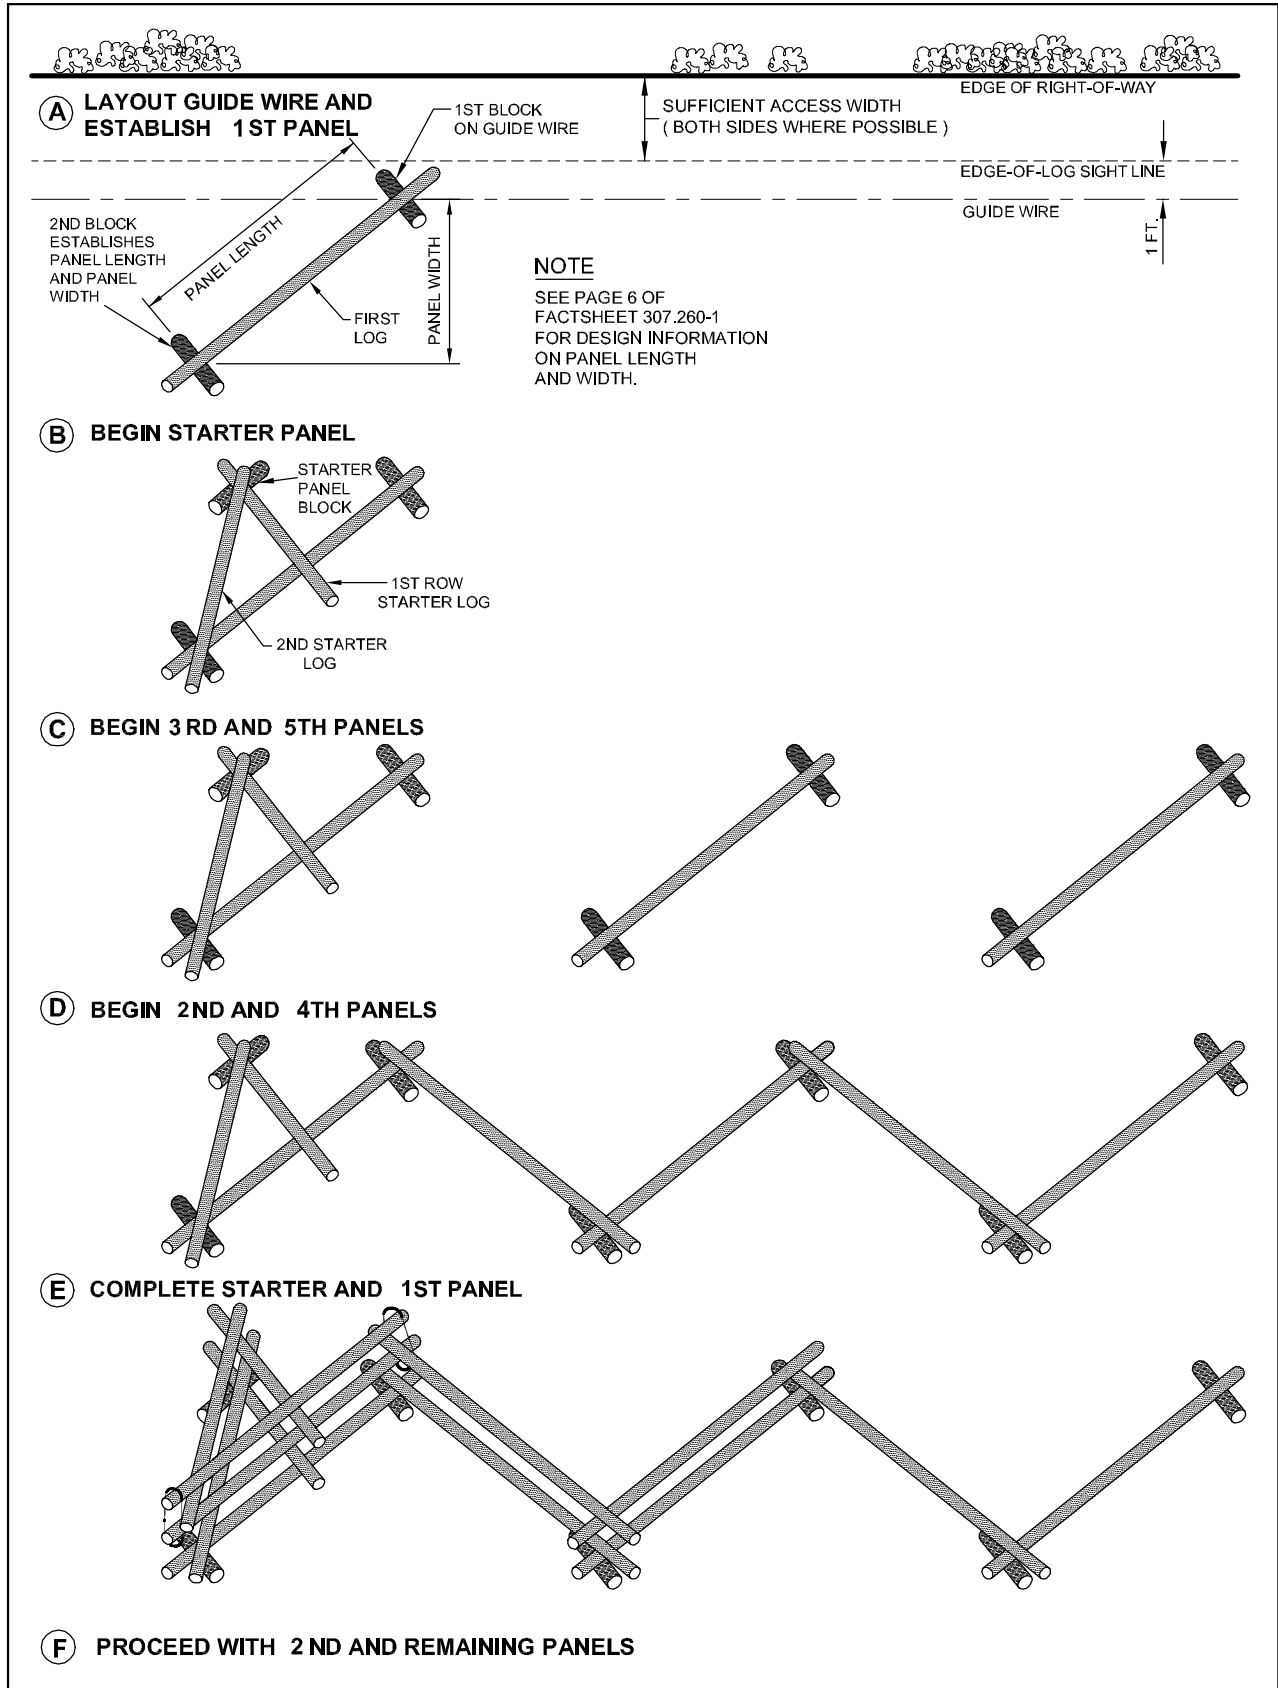 A LAYOUT GUIDE WIRE AND
ESTABLISH 1ST PANEL
1ST BLOCK
ON GUIDE WIRE
SUFFICIENT ACCESS WIDTH
( BOTH SIDES WHERE POSSIBLE )
EDGE OF RIGHT-OF-WAY
EDGE-OF-LOG SIGHT LINE
GUIDE WIRE
1 FT.
2ND BLOCK
ESTABLISHES
PANEL LENGTH
AND PANEL
WIDTH
PANEL LENGTH
PANEL WIDTH
FIRST
LOG
NOTE
SEE PAGE 6 OF
FACTSHEET 307.260-1
FOR DESIGN INFORMATION
ON PANEL LENGTH
AND WIDTH.
B BEGIN STARTER PANEL
STARTER
PANEL
BLOCK
1ST ROW
STARTER LOG
2ND STARTER
LOG
C BEGIN 3 RD AND 5TH PANELS
D BEGIN 2ND AND 4TH PANELS
E COMPLETE STARTER AND 1ST PANEL
F PROCEED WITH 2 ND AND REMAINING PANELS